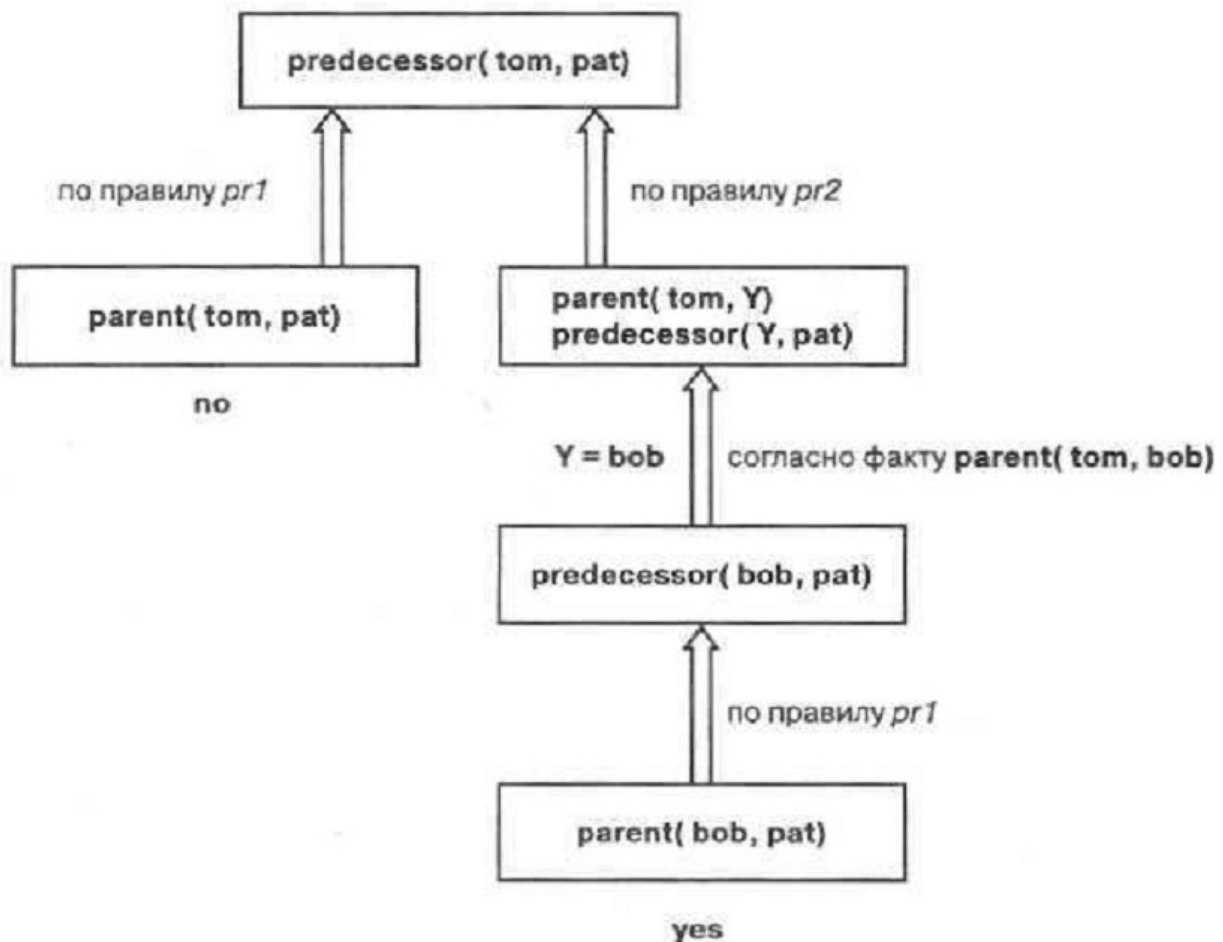 predecessor( tom, pat)
по правилу pr1
по правилу pr2
parent( tom, pat)
parent( tom, Y)
predecessor( Y, pat)
no
Y = bob
согласно факту parent( tom, bob)
predecessor( bob, pat)
по правилу pr1
parent( bob, pat)
yes